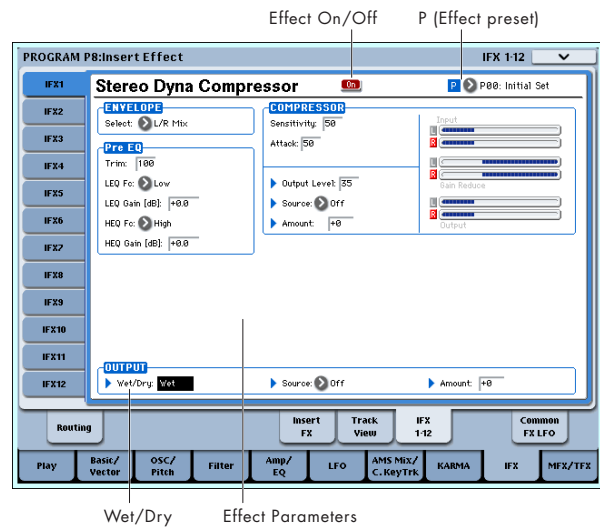 Effect On/Off P (Effect preset)
PROGRAM P8:Insert Effect IFX 1-12
IFX1
IFX2
IFX3
IFX4
IFX5
IFX6
IFX7
IFX8
IFX9
IFX10
IFX11
IFX12
Stereo Dyna Compressor On P P00: Initial Set
ENVELOPE
Select: L/R Mix
Pre EQ
Trim: 100
LEQ Fc: Low
LEQ Gain [dB]: +0.0
HEQ Fc: High
HEQ Gain [dB]: +0.0
COMPRESSOR
Sensitivity: 50
Attack: 50
Output Level: 35
Source: Off
Amount: +0
Input
L
R
L
R
Gain Reduce
L
R
Output
OUTPUT
Wet/Dry: Wet Source: Off Amount: +0
Routing
Insert FX
Track View
IFX 1-12
Common FX LFO
Play
Basic/ Vector
OSC/ Pitch
Filter
Amp/ EQ
LFO
AMS Mix/ C.KeyTrk
KARMA
IFX
MFX/TFX
Wet/Dry Effect Parameters